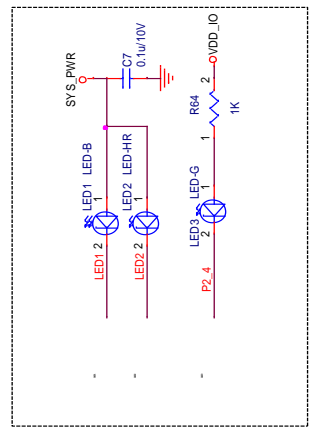 SYS_PWR
C7
0.1u/10V
VDD_IO
2
R64
1K
1
LED1 LED-B
1
LED2 LED-HR
1
LED-G
1
LED3
2
2
2
LED1
LED2
P2_4